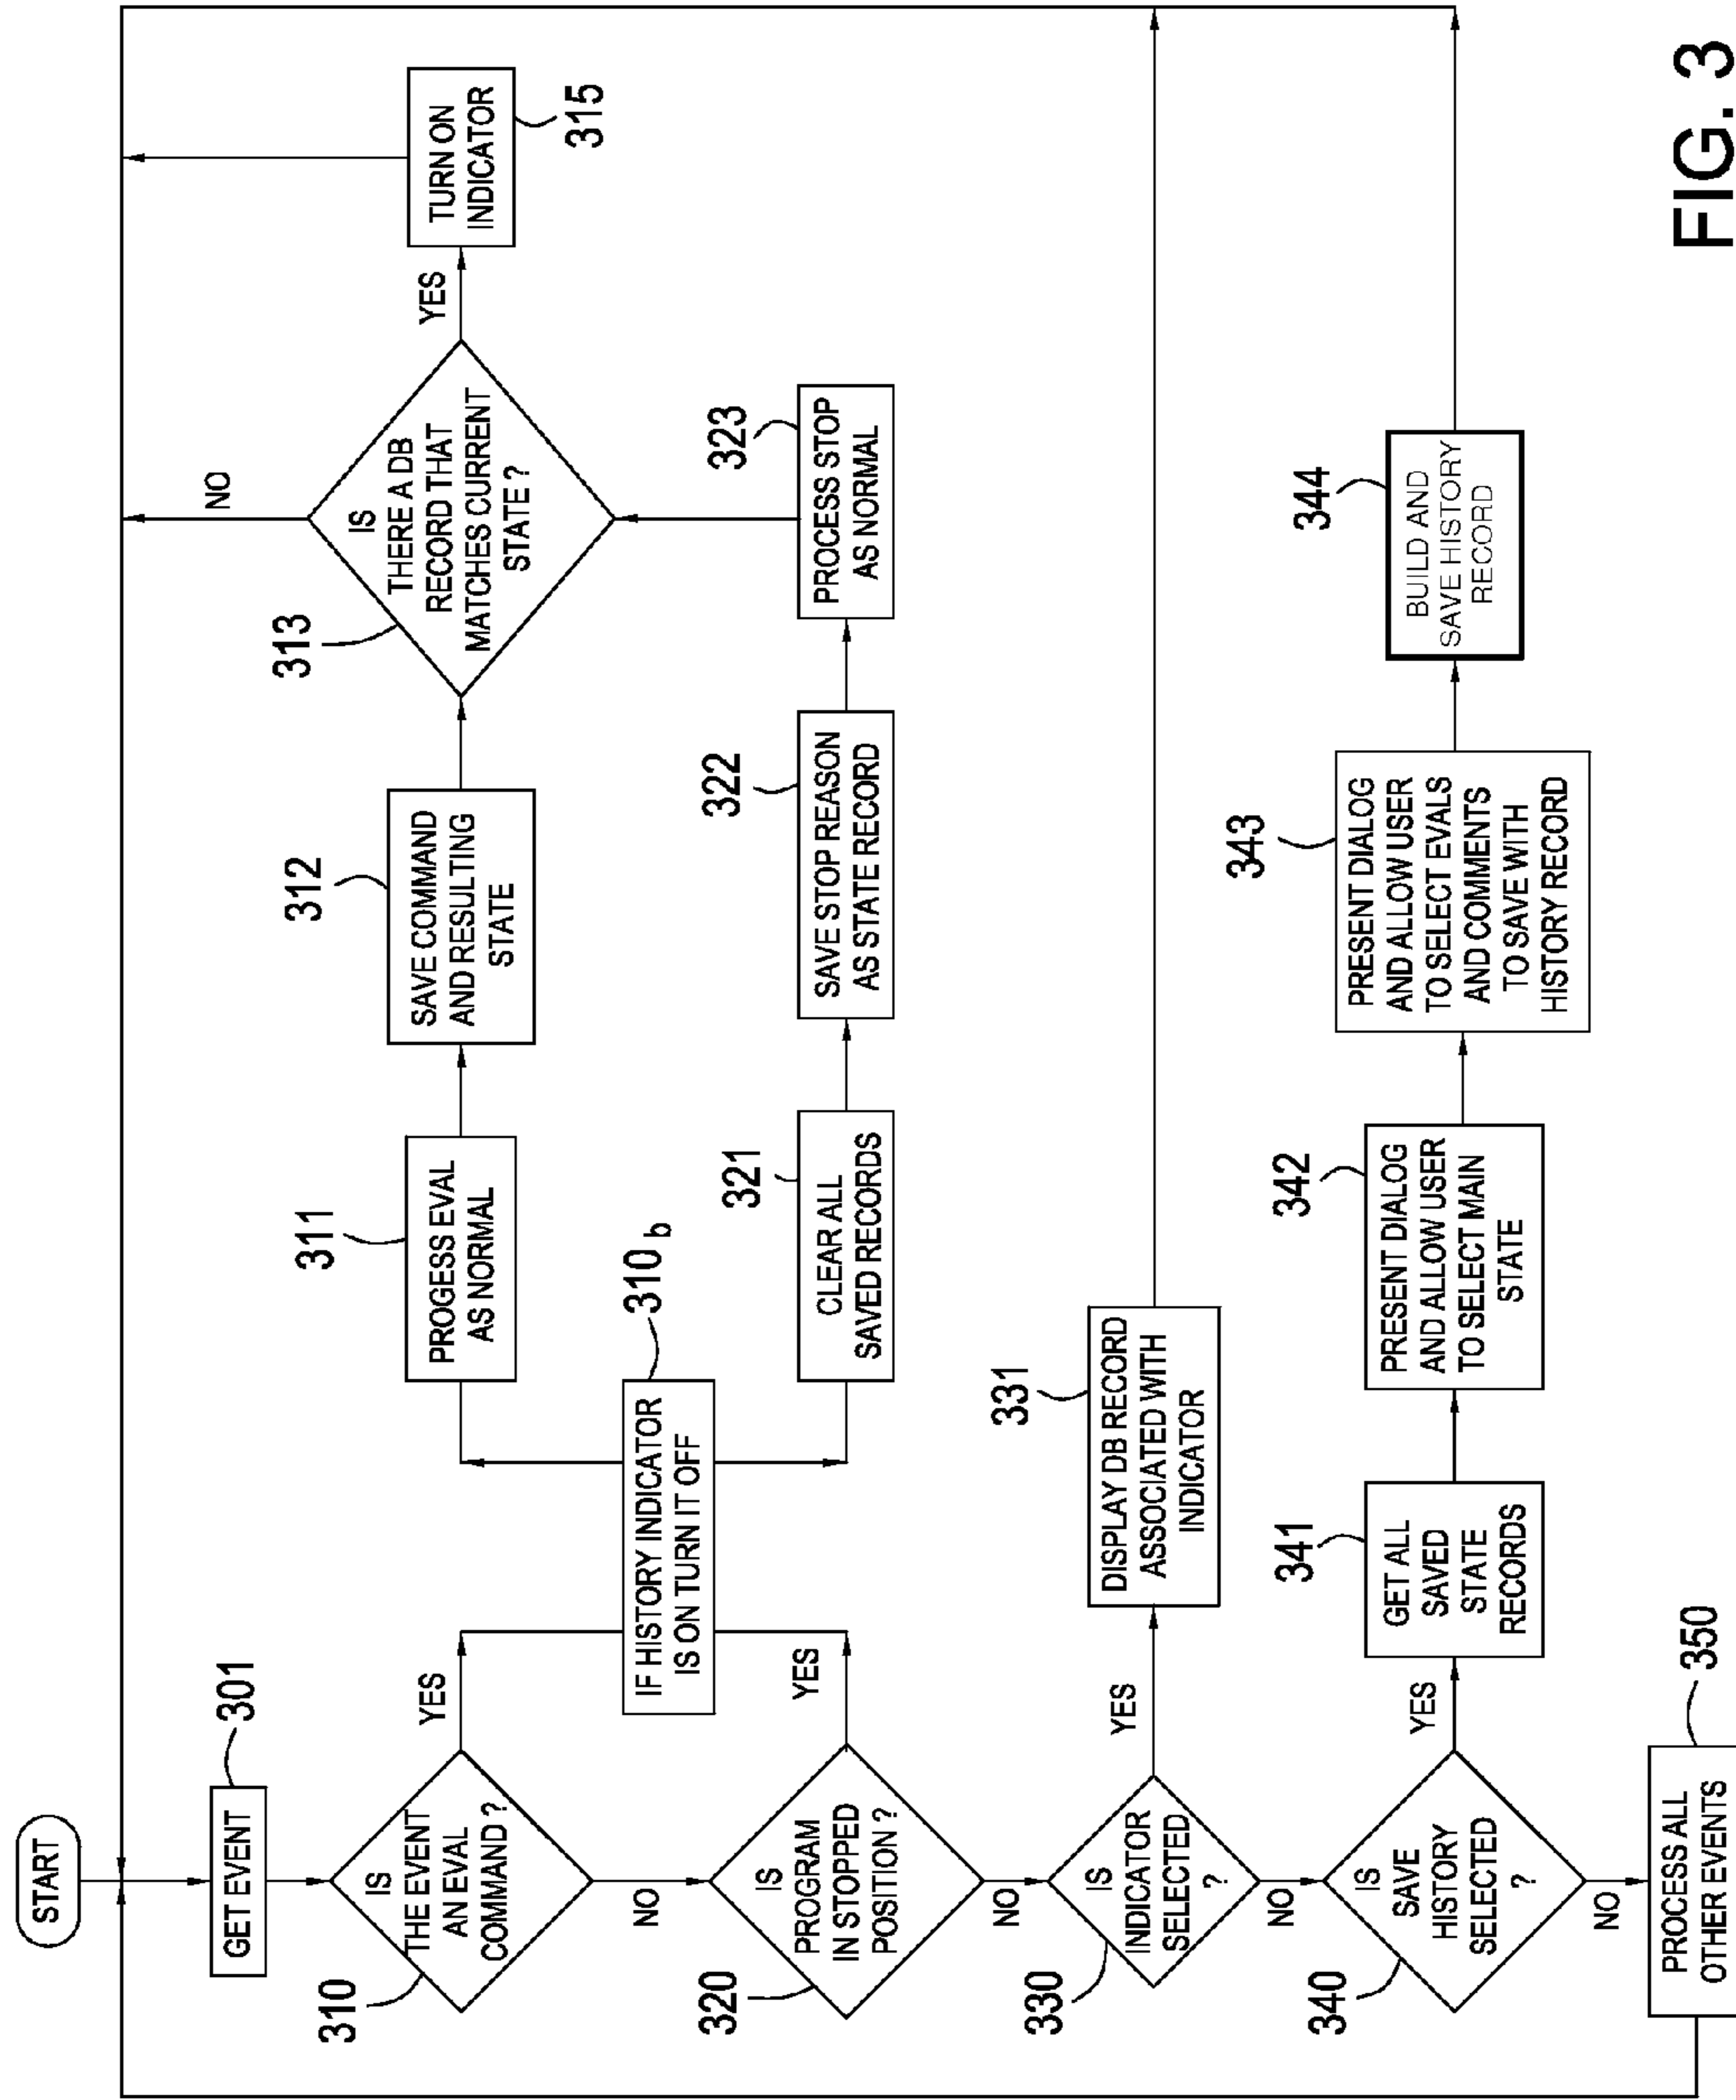 START
GET EVENT
301
IS
THE EVENT
AN EVAL
COMMAND ?
310
YES
NO
IF HISTORY INDICATOR
IS ON TURN IT OFF
310 b
PROGESS EVAL
AS NORMAL
311
SAVE COMMAND
AND RESULTING
STATE
312
IS
THERE A DB
RECORD THAT
MATCHES CURRENT
STATE ?
313
NO
YES
TURN ON
INDICATOR
315
IS
PROGRAM
IN STOPPED
POSITION ?
320
YES
NO
CLEAR ALL
SAVED RECORDS
321
SAVE STOP REASON
AS STATE RECORD
322
PROCESS STOP
AS NORMAL
323
IS
INDICATOR
SELECTED
?
330
YES
NO
DISPLAY DB RECORD
ASSOCIATED WITH
INDICATOR
331
IS
SAVE
HISTORY
SELECTED
?
340
YES
NO
GET ALL
SAVED
STATE
RECORDS
341
PRESENT DIALOG
AND ALLOW USER
TO SELECT MAIN
STATE
342
PRESENT DIALOG
AND ALLOW USER
TO SELECT EVALS
AND COMMENTS
TO SAVE WITH
HISTORY RECORD
343
BUILD AND
SAVE HISTORY
RECORD
344
PROCESS ALL
OTHER EVENTS
350
FIG. 3